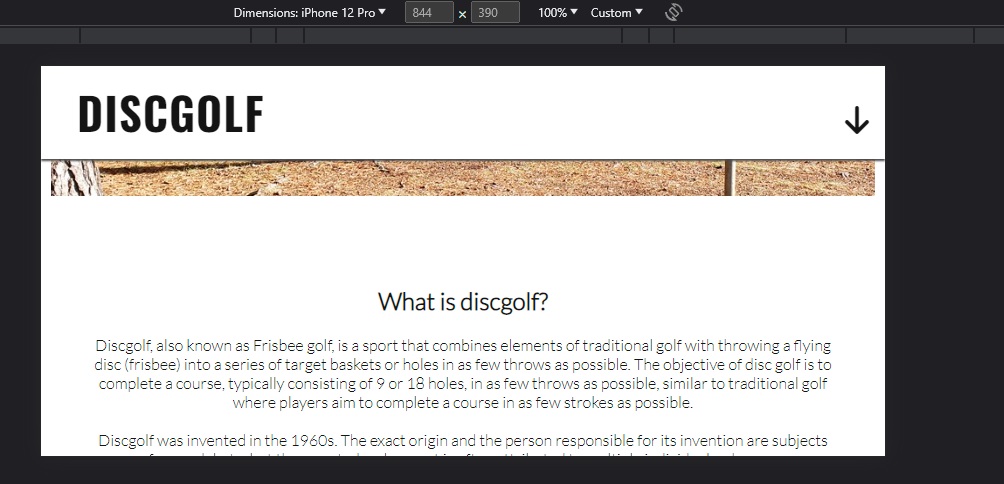 Dimensions: iPhone 12 Pro 844 × 390 100% Custom
DISCGOLF
What is discgolf?
Discgolf, also known as Frisbee golf, is a sport that combines elements of traditional golf with throwing a flying
disc (frisbee) into a series of target baskets or holes in as few throws as possible. The objective of disc golf is to
complete a course, typically consisting of 9 or 18 holes, in as few throws as possible, similar to traditional golf
where players aim to complete a course in as few strokes as possible.
Discgolf was invented in the 1960s. The exact origin and the person responsible for its invention are subjects